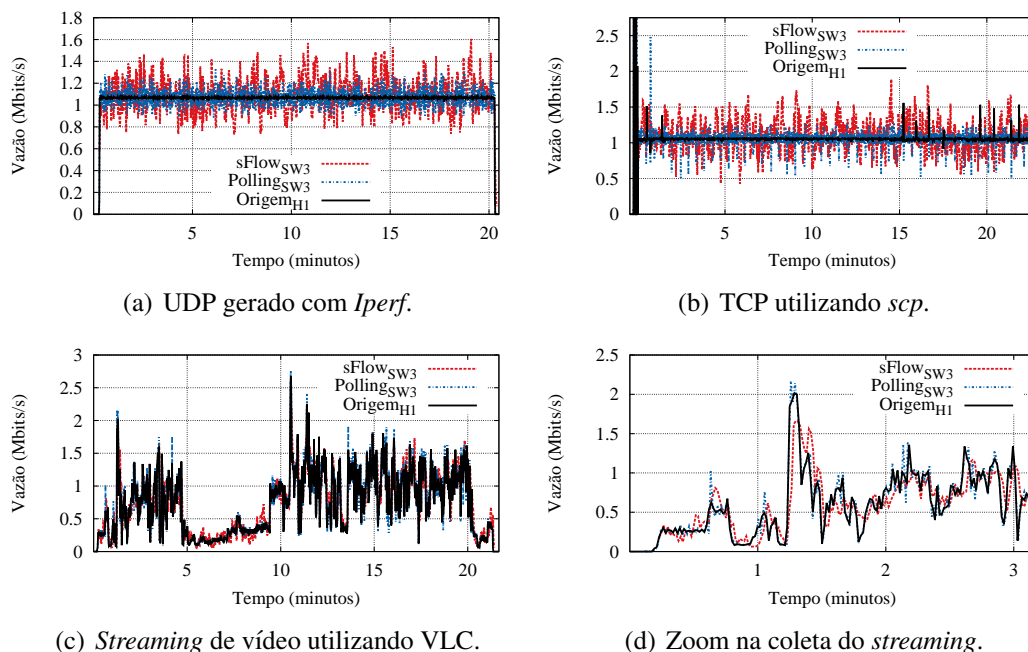 1.8
1.6
1.4
1.2
1
0.8
0.6
0.4
0.2
0
Vazão (Mbits/s)
sFlowSW3
PollingSW3
OrigemH1
5
10
15
20
Tempo (minutos)
(a) UDP gerado com Iperf.
2.5
2
1.5
1
0.5
0
Vazão (Mbits/s)
sFlowSW3
PollingSW3
OrigemH1
5
10
15
20
Tempo (minutos)
(b) TCP utilizando scp.
3
2.5
2
1.5
1
0.5
0
Vazão (Mbits/s)
sFlowSW3
PollingSW3
OrigemH1
5
10
15
20
Tempo (minutos)
(c) Streaming de vídeo utilizando VLC.
2.5
2
1.5
1
0.5
0
Vazão (Mbits/s)
sFlowSW3
PollingSW3
OrigemH1
1
2
3
Tempo (minutos)
(d) Zoom na coleta do streaming.